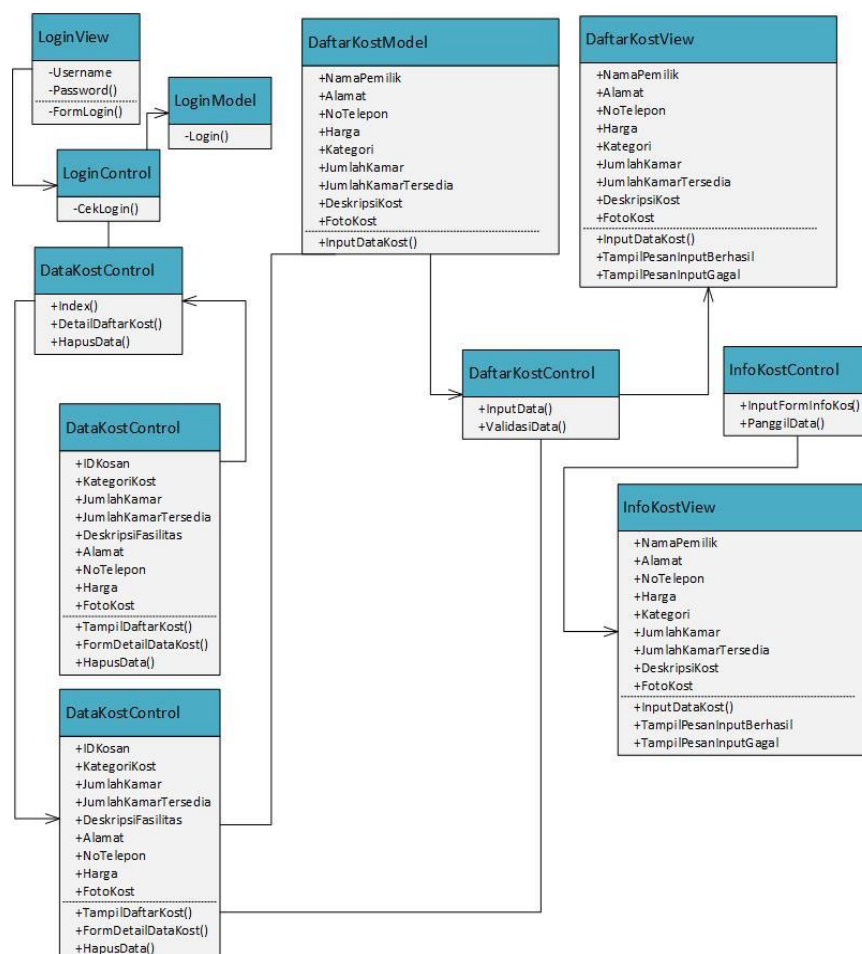 LoginView
-Username
-Password()
-FormLogin()
LoginModel
-Login()
LoginControl
-CekLogin()
DataKostControl
+Index()
+DetailDaftarKost()
+HapusData()
DataKostControl
+IDKosan
+KategoriKost
+JumlahKamar
+JumlahKamarTersedia
+DeskripsiFasilitas
+Alamat
+NoTelepon
+Harga
+FotoKost
+TampilDaftarKost()
+FormDetailDataKost()
+HapusData()
DataKostControl
+IDKosan
+KategoriKost
+JumlahKamar
+JumlahKamarTersedia
+DeskripsiFasilitas
+Alamat
+NoTelepon
+Harga
+FotoKost
+TampilDaftarKost()
+FormDetailDataKost()
+HapusData()
DaftarKostModel
+NamaPemilik
+Alamat
+NoTelepon
+Harga
+Kategori
+JumlahKamar
+JumlahKamarTersedia
+DeskripsiKost
+FotoKost
+InputDataKost()
DaftarKostView
+NamaPemilik
+Alamat
+NoTelepon
+Harga
+Kategori
+JumlahKamar
+JumlahKamarTersedia
+DeskripsiKost
+FotoKost
+InputDataKost()
+TampilPesanInputBerhasil
+TampilPesanInputGagal
DaftarKostControl
+InputData()
+ValidasiData()
InfoKostControl
+InputFormInfoKos()
+PanggilData()
InfoKostView
+NamaPemilik
+Alamat
+NoTelepon
+Harga
+Kategori
+JumlahKamar
+JumlahKamarTersedia
+DeskripsiKost
+FotoKost
+InputDataKost()
+TampilPesanInputBerhasil
+TampilPesanInputGagal